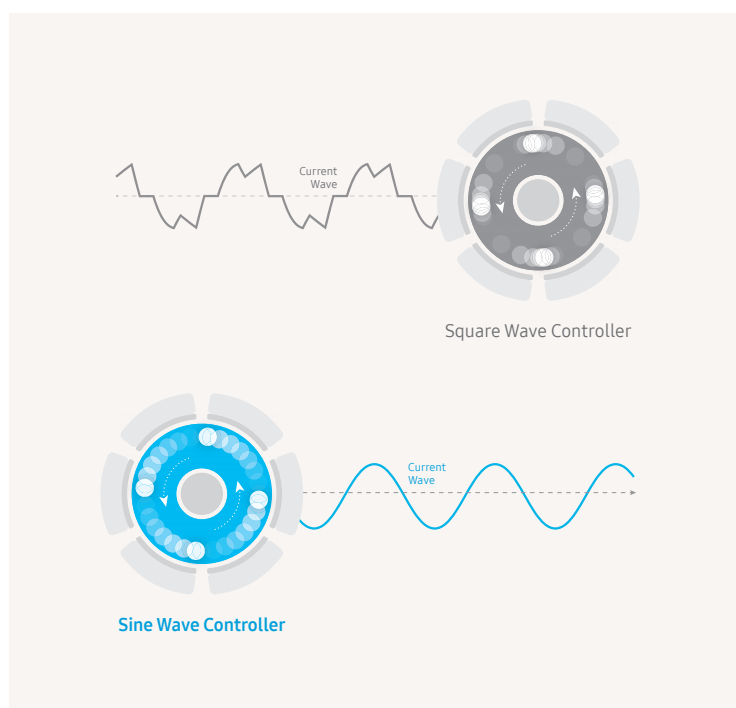 Current
Wave
Square Wave Controller
Current
Wave
Sine Wave Controller